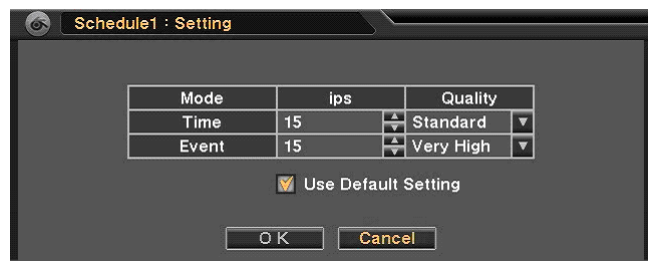 Schedule1 : Setting
Mode ips Quality
Time 15 Standard
Event 15 Very High
Use Default Setting
OK Cancel